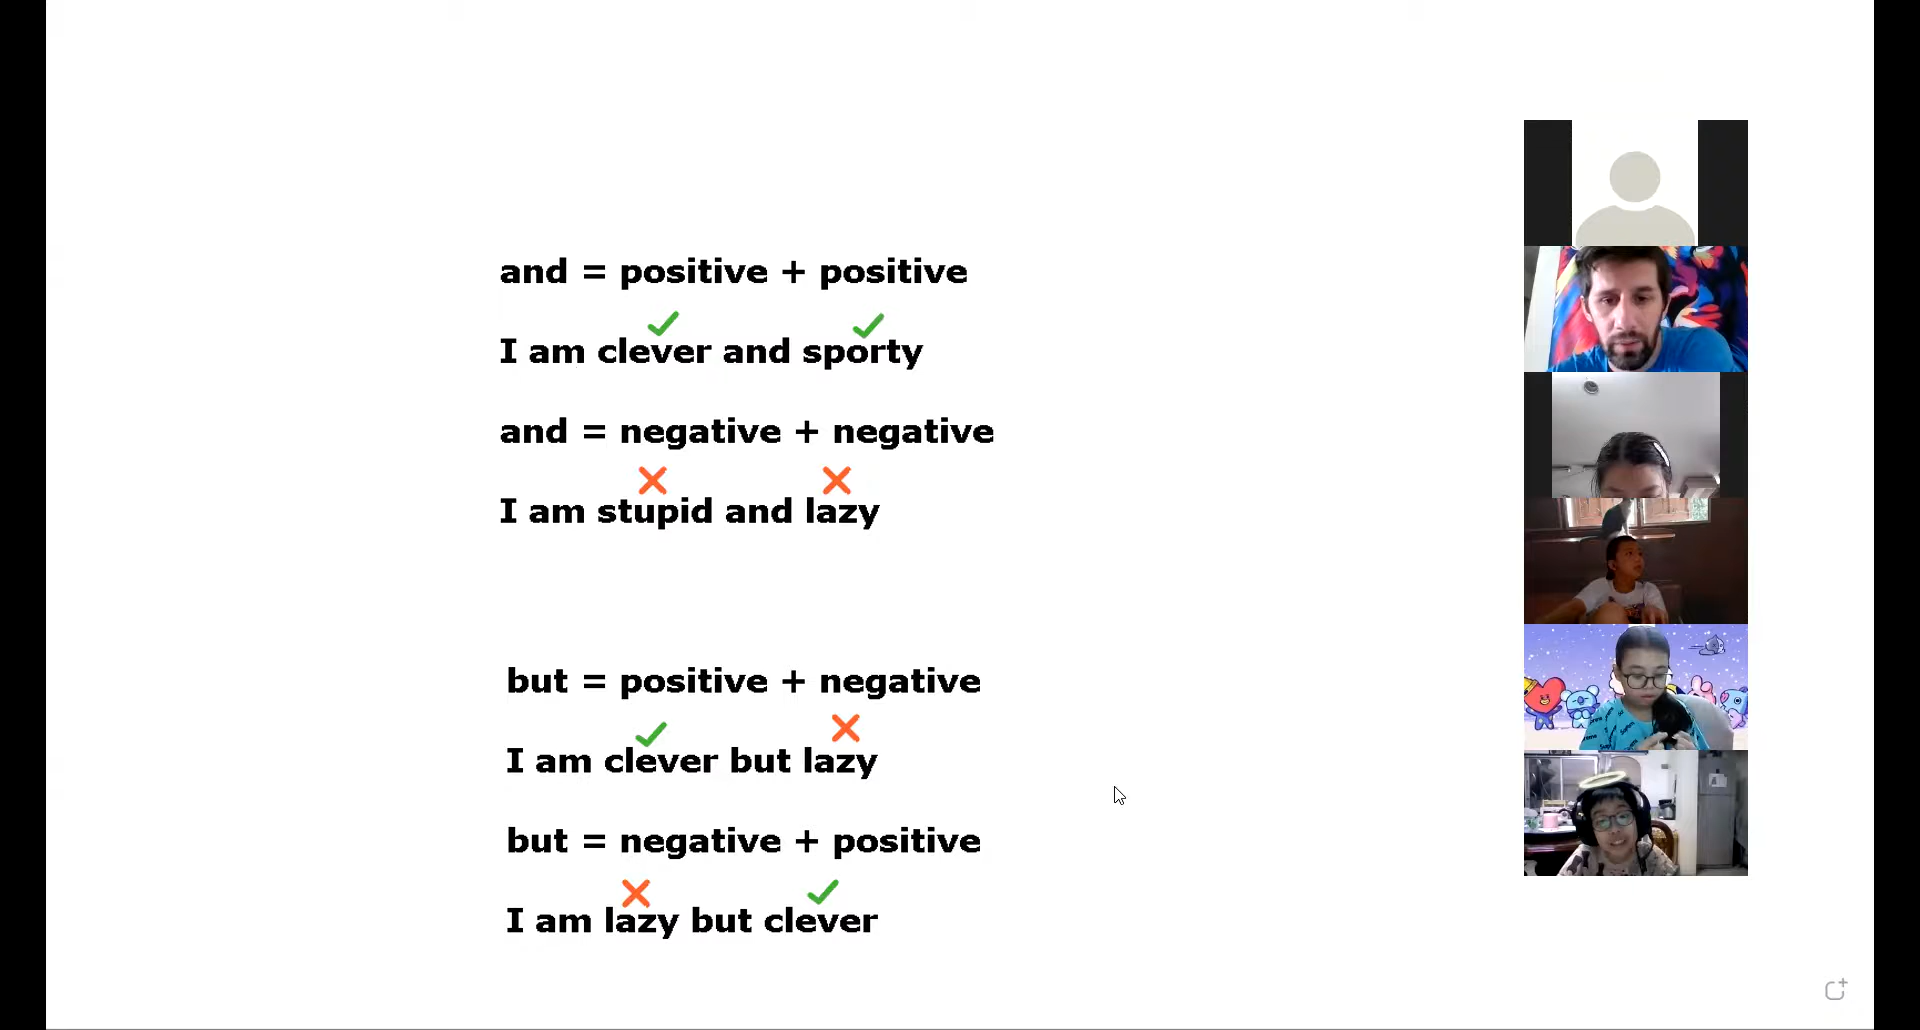 and = positive + positive
I am clever and sporty
and = negative + negative
I am stupid and lazy
but = positive + negative
I am clever but lazy
but = negative + positive
I am lazy but clever